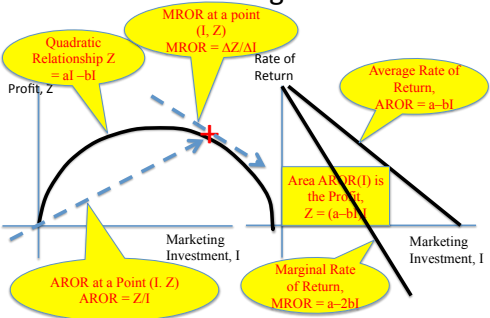 MROR at a point
(I, Z)
MROR = ΔZ/ΔI
Quadratic
Relationship Z
= aI –bI
Profit, Z
Rate of
Return
Average Rate of
Return,
AROR = a–bI
Area AROR(I) is
the Profit,
Z = (a–bI)I
Marketing
Investment, I
Marketing
Investment, I
AROR at a Point (I. Z)
AROR = Z/I
Marginal Rate
of Return,
MROR = a–2bI